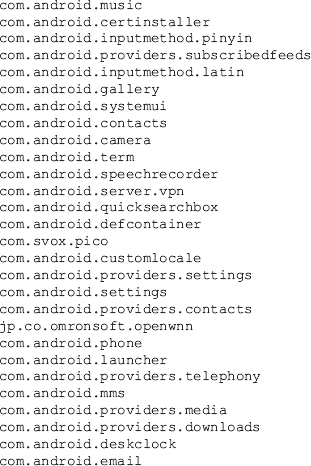 com.android.music
com.android.certinstaller
com.android.inputmethod.pinyin
com.android.providers.subscribedfeeds
com.android.inputmethod.latin
com.android.gallery
com.android.systemui
com.android.contacts
com.android.camera
com.android.term
com.android.speechrecorder
com.android.server.vpn
com.android.quicksearchbox
com.android.defcontainer
com.svox.pico
com.android.customlocale
com.android.providers.settings
com.android.settings
com.android.providers.contacts
jp.co.omronsoft.openwnn
com.android.phone
com.android.launcher
com.android.providers.telephony
com.android.mms
com.android.providers.media
com.android.providers.downloads
com.android.deskclock
com.android.email